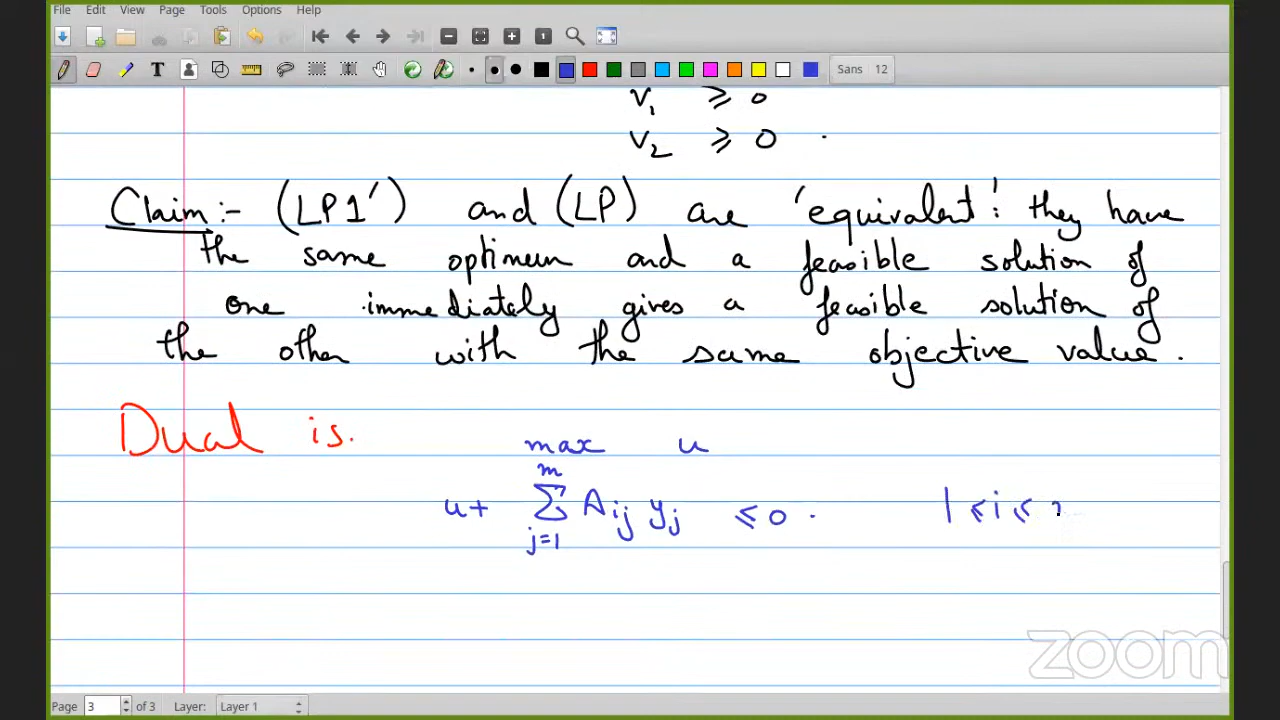 File Edit View Page Tools Options Help
Sans 12
v₁ ⩾ 0
v₂ ⩾ 0 .
Claim:- (LP1') and (LP) are 'equivalent': they have
the same optimum and a feasible solution of
one immediately gives a feasible solution of
the other with the same objective value.
Dual is.
max u
u + ∑_{j=1}^{m} A_{ij} y_j ⩽ 0 . 1 ⩽ i ⩽
zoom
Page 3 of 3 Layer: Layer 1